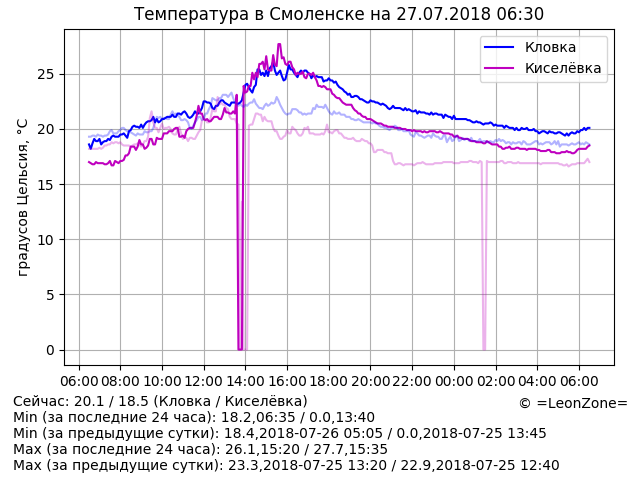 Температура в Смоленске на 27.07.2018 06:30
градусов Цельсия, °C
25
20
15
10
5
0
Кловка
Киселёвка
06:00 08:00 10:00 12:00 14:00 16:00 18:00 20:00 22:00 00:00 02:00 04:00 06:00
Сейчас: 20.1 / 18.5 (Кловка / Киселёвка)
© =LeonZone=
Min (за последние 24 часа): 18.2,06:35 / 0.0,13:40
Min (за предыдущие сутки): 18.4,2018-07-26 05:05 / 0.0,2018-07-25 13:45
Max (за последние 24 часа): 26.1,15:20 / 27.7,15:35
Max (за предыдущие сутки): 23.3,2018-07-25 13:20 / 22.9,2018-07-25 12:40